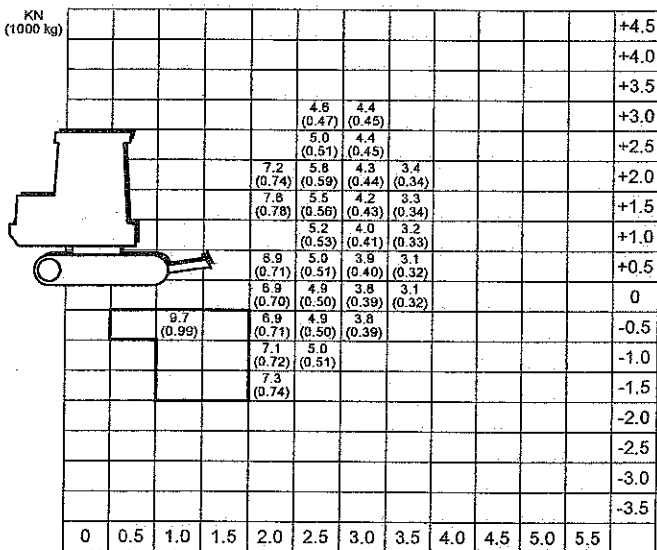 KN
(1000 kg)
+4.5
+4.0
+3.5
4.6 4.4
(0.47) (0.45)
+3.0
5.0 4.4
(0.51) (0.45)
+2.5
7.2 5.8 4.3 3.4
(0.74) (0.59) (0.44) (0.34)
+2.0
7.6 5.5 4.2 3.3
(0.78) (0.56) (0.43) (0.34)
+1.5
5.2 4.0 3.2
(0.53) (0.41) (0.33)
+1.0
6.9 5.0 3.9 3.1
(0.71) (0.51) (0.40) (0.32)
+0.5
6.9 4.9 3.8 3.1
(0.70) (0.50) (0.39) (0.32)
0
9.7 6.9 4.9 3.8
(0.99) (0.71) (0.50) (0.39)
-0.5
7.1 5.0
(0.72) (0.51)
-1.0
7.3
(0.74)
-1.5
-2.0
-2.5
-3.0
-3.5
0 0.5 1.0 1.5 2.0 2.5 3.0 3.5 4.0 4.5 5.0 5.5